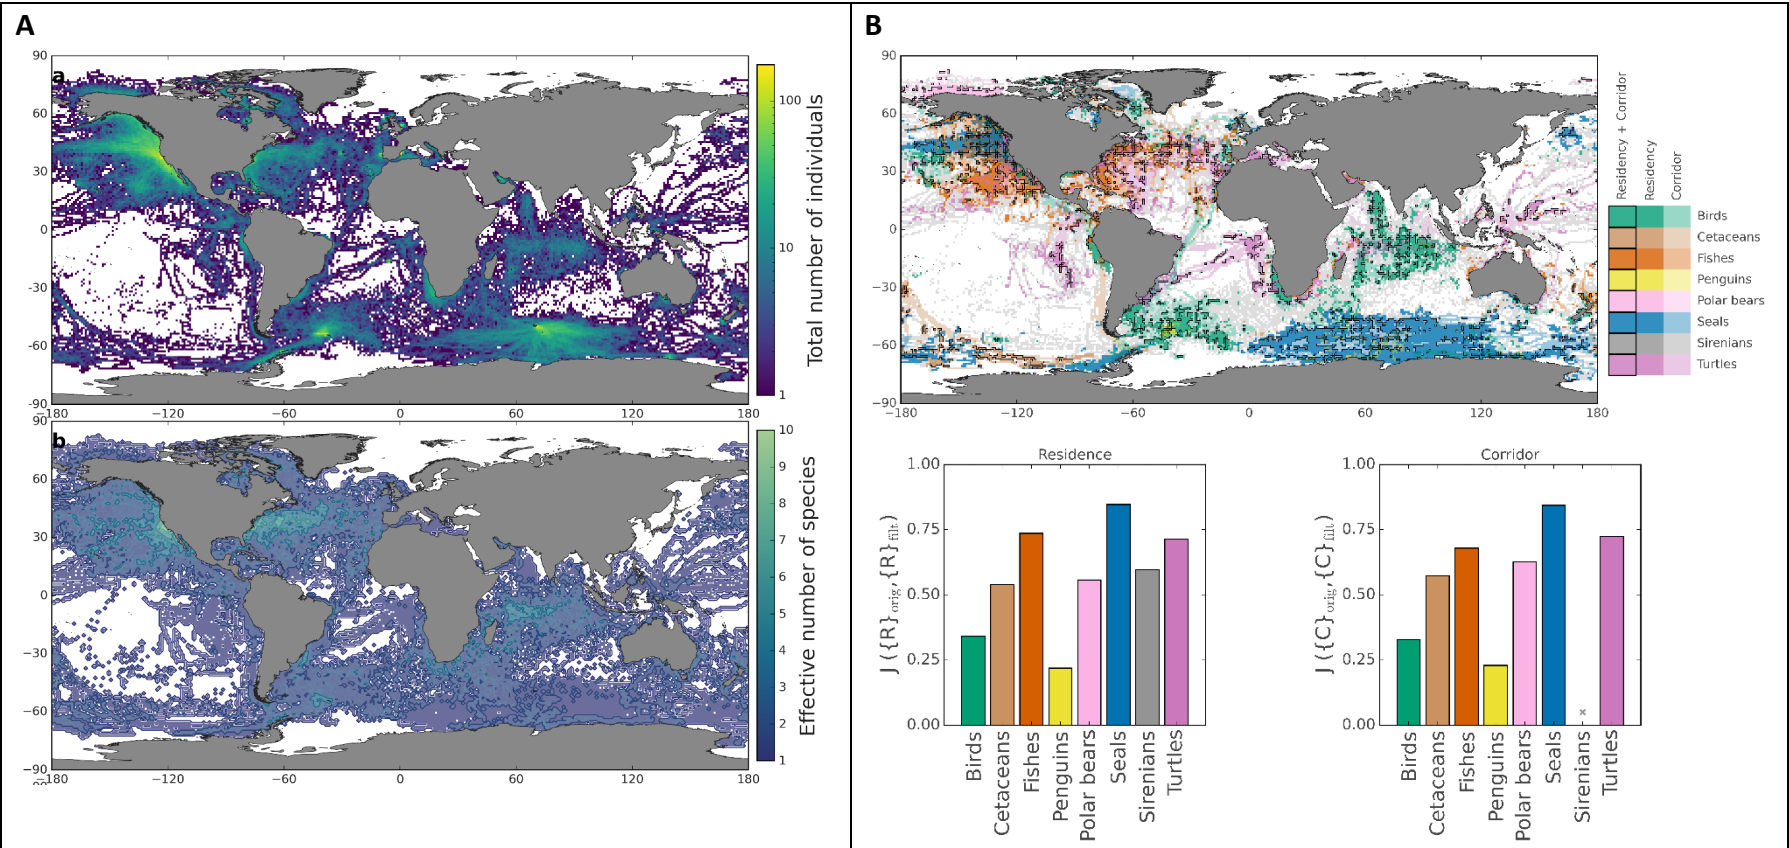 A
a
90
60
30
0
−30
−60
-90
−180
−120
−60
0
60
120
180
100
10
1
Total number of individuals
b
90
60
30
0
−30
−60
−90
−180
−120
−60
0
60
120
180
10
9
8
7
6
5
4
3
2
1
Effective number of species
B
90
60
30
0
−30
−60
−90
−180
−120
−60
0
60
120
180
Residency + Corridor
Residency
Corridor
Birds
Cetaceans
Fishes
Penguins
Polar bears
Seals
Sirenians
Turtles
Residence
J ({R}orig,{R}filt)
1.00
0.75
0.50
0.25
0.00
Birds
Cetaceans
Fishes
Penguins
Polar bears
Seals
Sirenians
Turtles
Corridor
J ({C}orig,{C}filt)
1.00
0.75
0.50
0.25
0.00
×
Birds
Cetaceans
Fishes
Penguins
Polar bears
Seals
Sirenians
Turtles